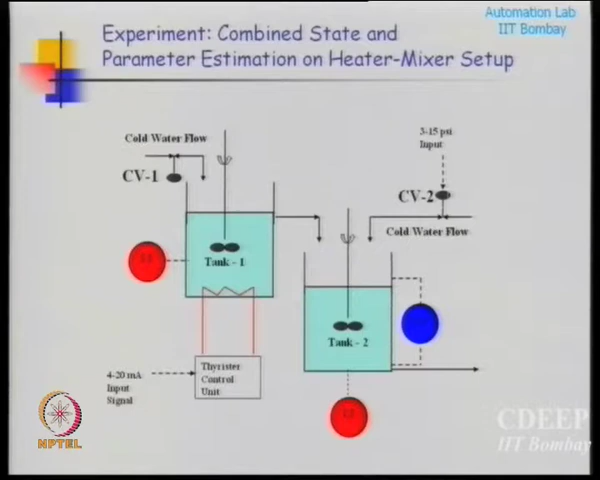 Automation Lab
IIT Bombay
Experiment: Combined State and
Parameter Estimation on Heater-Mixer Setup
Cold Water Flow
CV-1
3-15 psi
Input
CV-2
Cold Water Flow
Tank - 1
Tank - 2
4-20 mA
Input
Signal
Thyrister
Control
Unit
NPTEL
CDEEP
IIT Bombay